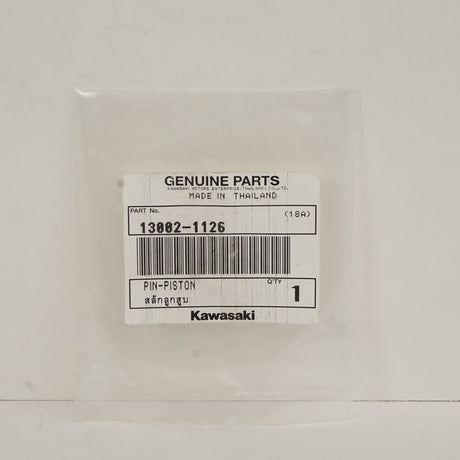 GENUINE PARTS
KAWASAKI MOTORS ENTERPRISE(THAILAND)CO.,LTD.
MADE IN THAILAND
PART No. (18A)
13002-1126
PIN-PISTON Q'TY
สลักลูกสูบ 1
Kawasaki